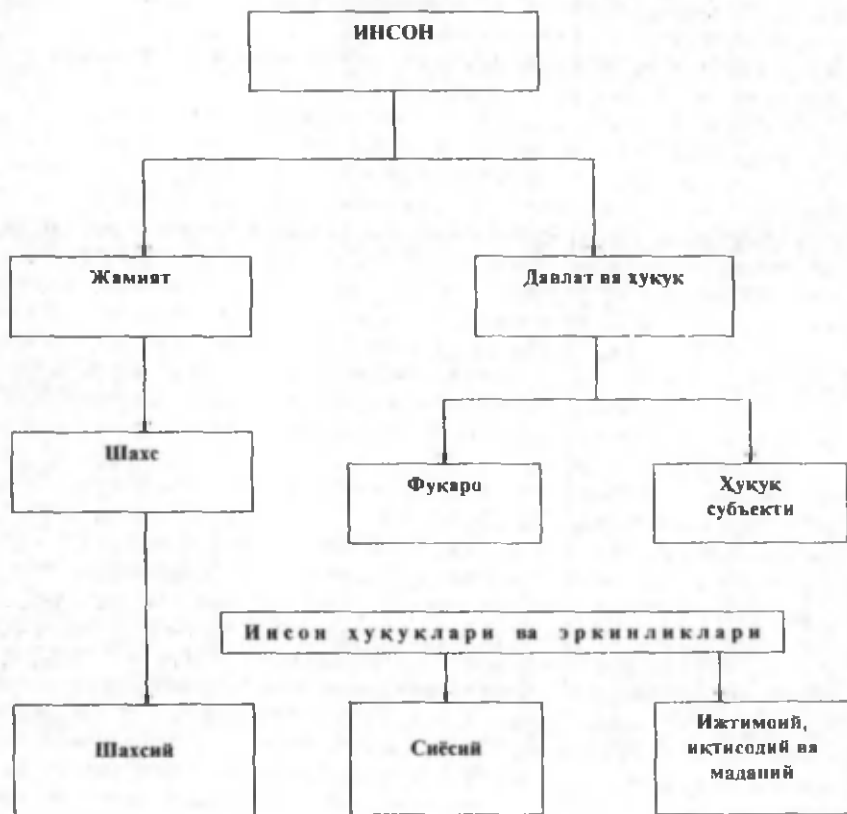 ИНСОН
Жамият
Давлат ва ҳуқуқ
Шахс
Фуқаро
Ҳуқуқ
субъекти
Инсон ҳуқуқлари ва эркинликлари
Шахсий
Сиёсий
Ижтимоий,
иқтисодий ва
маданий